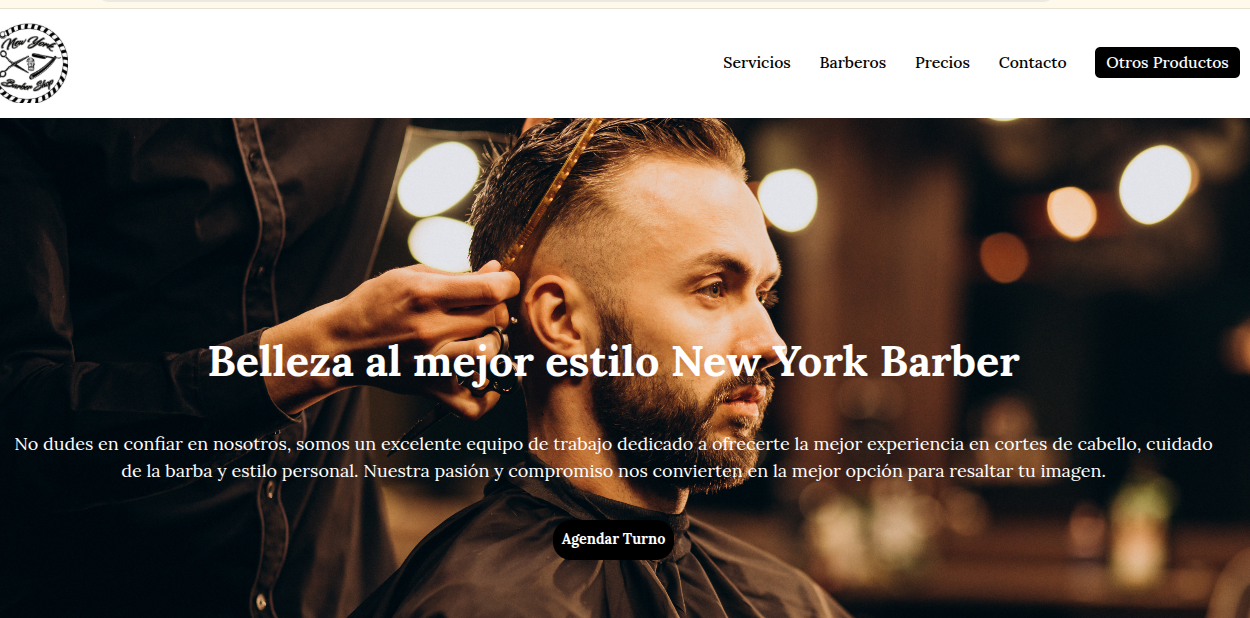 New York
Barber Shop
Servicios Barberos Precios Contacto Otros Productos
Belleza al mejor estilo New York Barber
No dudes en confiar en nosotros, somos un excelente equipo de trabajo dedicado a ofrecerte la mejor experiencia en cortes de cabello, cuidado
de la barba y estilo personal. Nuestra pasión y compromiso nos convierten en la mejor opción para resaltar tu imagen.
Agendar Turno